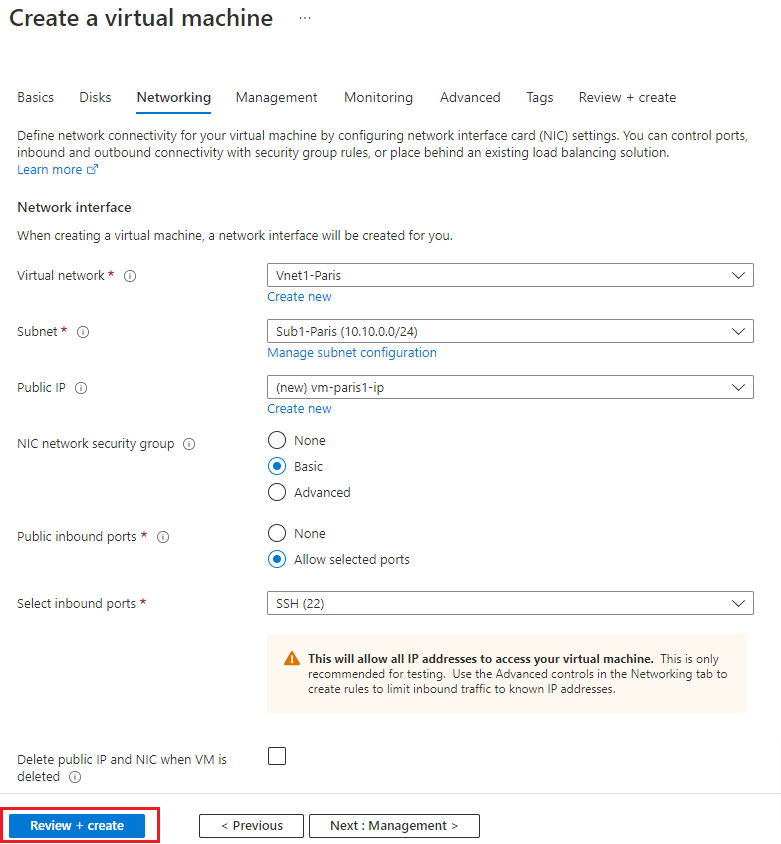 Create a virtual machine ...
Basics Disks Networking Management Monitoring Advanced Tags Review + create
Define network connectivity for your virtual machine by configuring network interface card (NIC) settings. You can control ports,
inbound and outbound connectivity with security group rules, or place behind an existing load balancing solution.
Learn more
Network interface
When creating a virtual machine, a network interface will be created for you.
Virtual network * Vnet1-Paris
Create new
Subnet * Sub1-Paris (10.10.0.0/24)
Manage subnet configuration
Public IP (new) vm-paris1-ip
Create new
NIC network security group
None
Basic
Advanced
Public inbound ports *
None
Allow selected ports
Select inbound ports * SSH (22)
This will allow all IP addresses to access your virtual machine. This is only
recommended for testing. Use the Advanced controls in the Networking tab to
create rules to limit inbound traffic to known IP addresses.
Delete public IP and NIC when VM is
deleted
Review + create < Previous Next : Management >